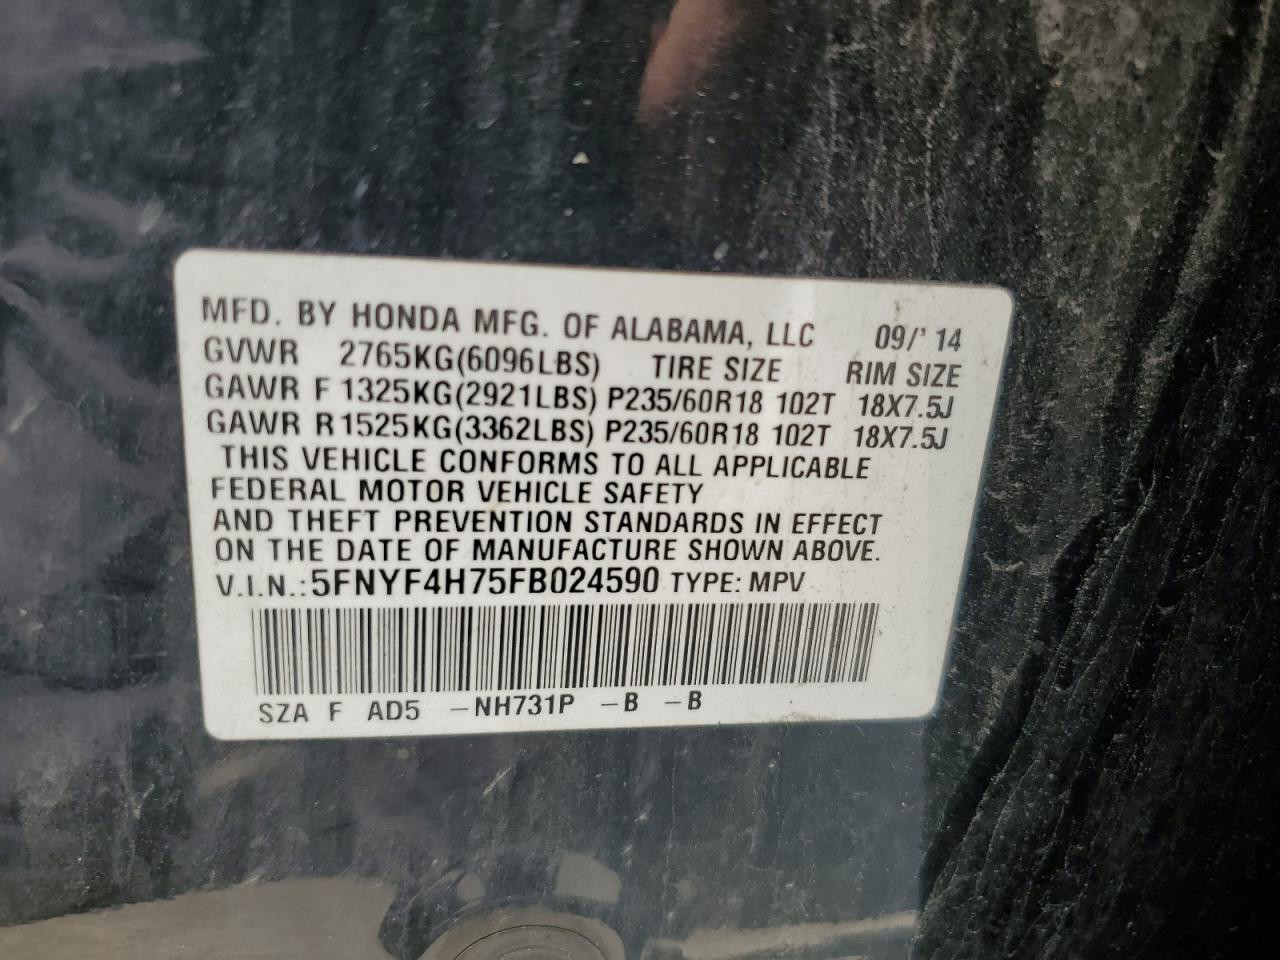 MFD. BY HONDA MFG. OF ALABAMA, LLC 09/'14
GVWR 2765KG(6096LBS) TIRE SIZE RIM SIZE
GAWR F 1325KG(2921LBS) P235/60R18 102T 18X7.5J
GAWR R 1525KG(3362LBS) P235/60R18 102T 18X7.5J
THIS VEHICLE CONFORMS TO ALL APPLICABLE
FEDERAL MOTOR VEHICLE SAFETY
AND THEFT PREVENTION STANDARDS IN EFFECT
ON THE DATE OF MANUFACTURE SHOWN ABOVE.
V.I.N.: 5FNYF4H75FB024590 TYPE: MPV
SZA F AD5 -NH731P -B -B